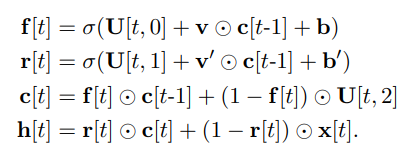 f[t] = σ(U[t, 0] + v ⊙ c[t-1] + b)
r[t] = σ(U[t, 1] + v′ ⊙ c[t-1] + b′)
c[t] = f[t] ⊙ c[t-1] + (1 − f[t]) ⊙ U[t, 2]
h[t] = r[t] ⊙ c[t] + (1 − r[t]) ⊙ x[t].